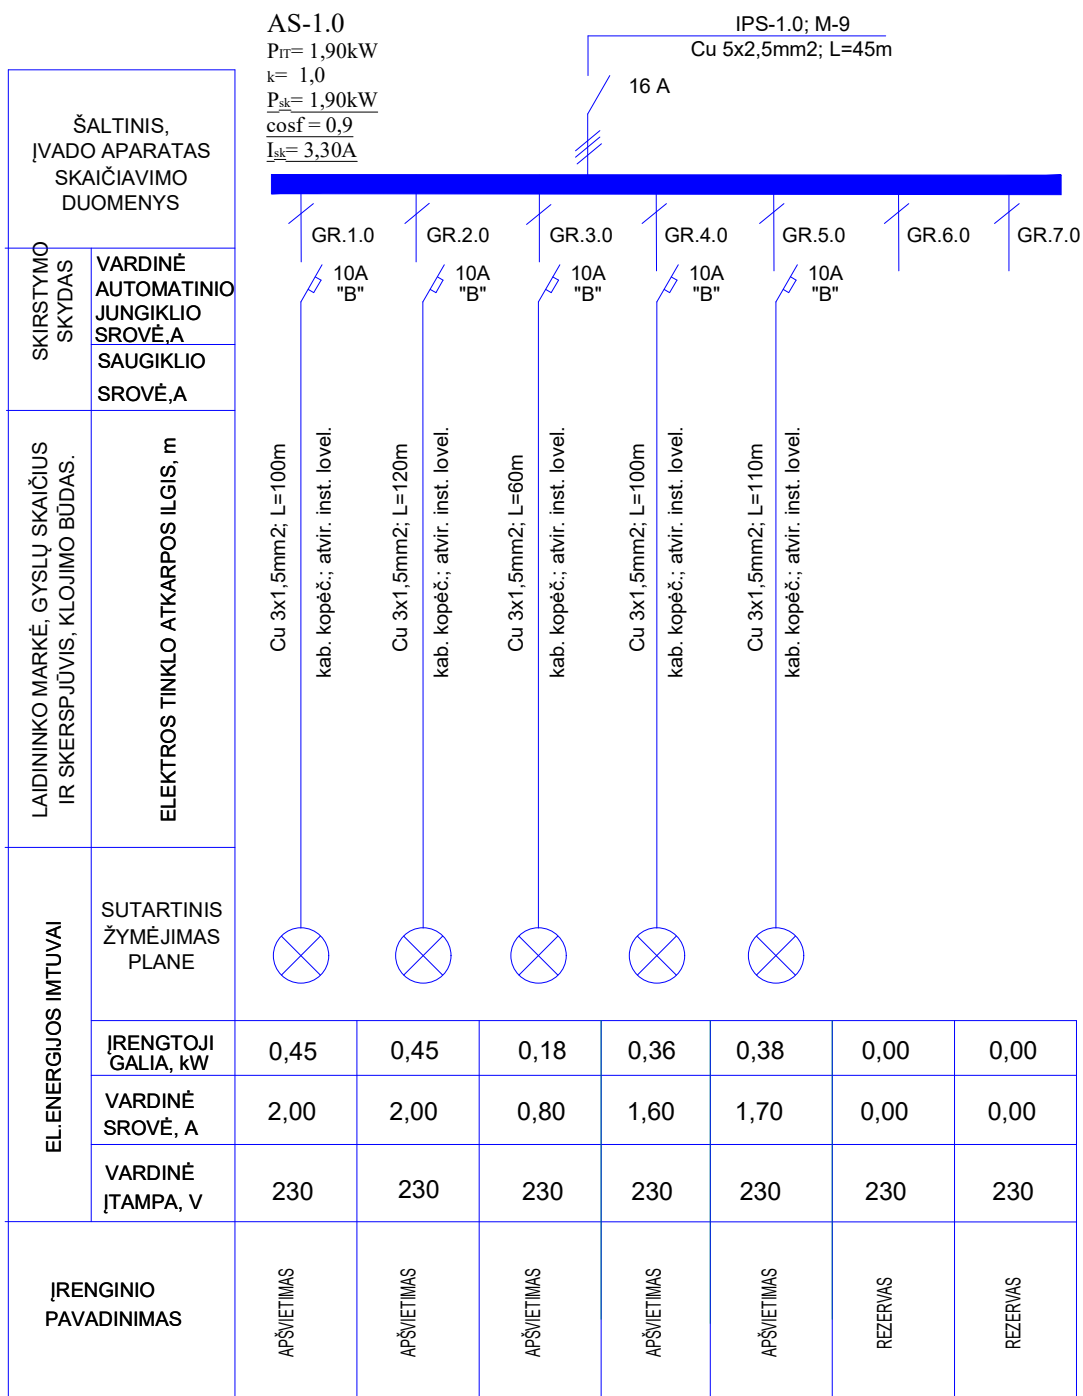 AS-1.0
PIT= 1,90kW
k= 1,0
Psk= 1,90kW
cosf = 0,9
Isk= 3,30A
IPS-1.0; M-9
Cu 5x2,5mm2; L=45m
16 A
ŠALTINIS,
ĮVADO APARATAS
SKAIČIAVIMO
DUOMENYS
GR.1.0
GR.2.0
GR.3.0
GR.4.0
GR.5.0
GR.6.0
GR.7.0
SKIRSTYMO
SKYDAS
VARDINĖ
AUTOMATINIO
JUNGIKLIO
SROVĖ,A
10A
"B"
10A
"B"
10A
"B"
10A
"B"
10A
"B"
SAUGIKLIO
SROVĖ,A
LAIDININKO MARKĖ, GYSLŲ SKAIČIUS
IR SKERSPJŪVIS, KLOJIMO BŪDAS.
ELEKTROS TINKLO ATKARPOS ILGIS, m
Cu 3x1,5mm2; L=100m
kab. kopėč.; atvir. inst. lovel.
Cu 3x1,5mm2; L=120m
kab. kopėč.; atvir. inst. lovel.
Cu 3x1,5mm2; L=60m
kab. kopėč.; atvir. inst. lovel.
Cu 3x1,5mm2; L=100m
kab. kopėč.; atvir. inst. lovel.
Cu 3x1,5mm2; L=110m
kab. kopėč.; atvir. inst. lovel.
EL.ENERGIJOS IMTUVAI
SUTARTINIS
ŽYMĖJIMAS
PLANE
ĮRENGTOJI
GALIA, kW
0,45
0,45
0,18
0,36
0,38
0,00
0,00
VARDINĖ
SROVĖ, A
2,00
2,00
0,80
1,60
1,70
0,00
0,00
VARDINĖ
ĮTAMPA, V
230
230
230
230
230
230
230
ĮRENGINIO
PAVADINIMAS
APŠVIETIMAS
APŠVIETIMAS
APŠVIETIMAS
APŠVIETIMAS
APŠVIETIMAS
REZERVAS
REZERVAS